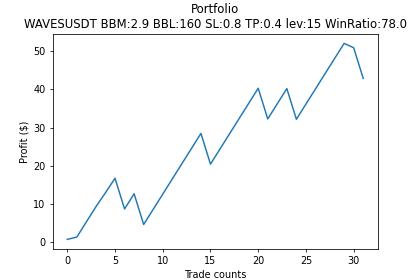 Portfolio
WAVESUSDT BBM:2.9 BBL:160 SL:0.8 TP:0.4 lev:15 WinRatio:78.0
Profit ($)
50
40
30
20
10
0
0 5 10 15 20 25 30
Trade counts